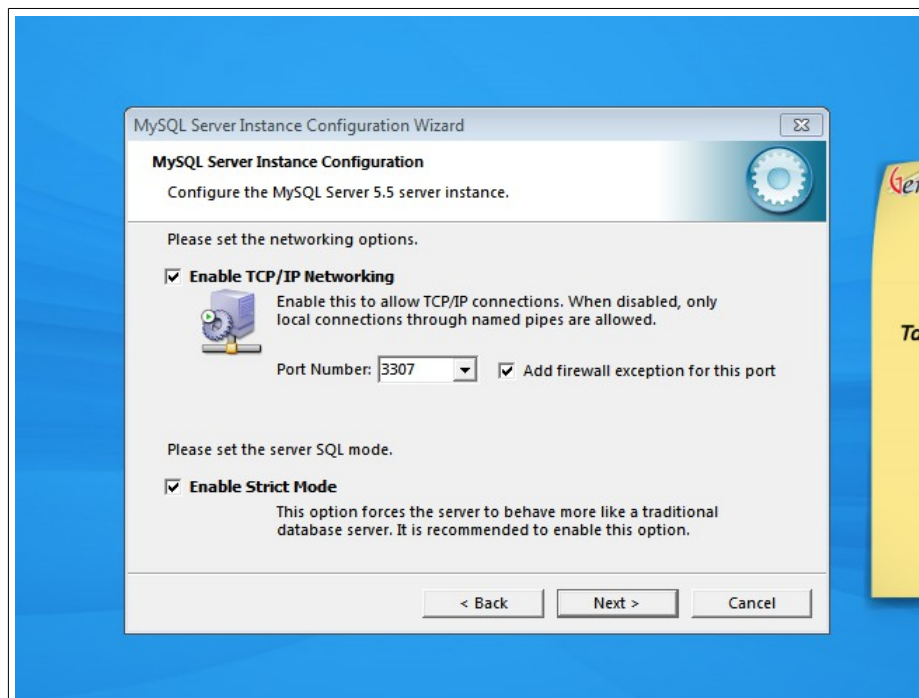 MySQL Server Instance Configuration Wizard
MySQL Server Instance Configuration
Configure the MySQL Server 5.5 server instance.
Please set the networking options.
Enable TCP/IP Networking
Enable this to allow TCP/IP connections. When disabled, only
local connections through named pipes are allowed.
Port Number: 3307 Add firewall exception for this port
Please set the server SQL mode.
Enable Strict Mode
This option forces the server to behave more like a traditional
database server. It is recommended to enable this option.
< Back Next > Cancel